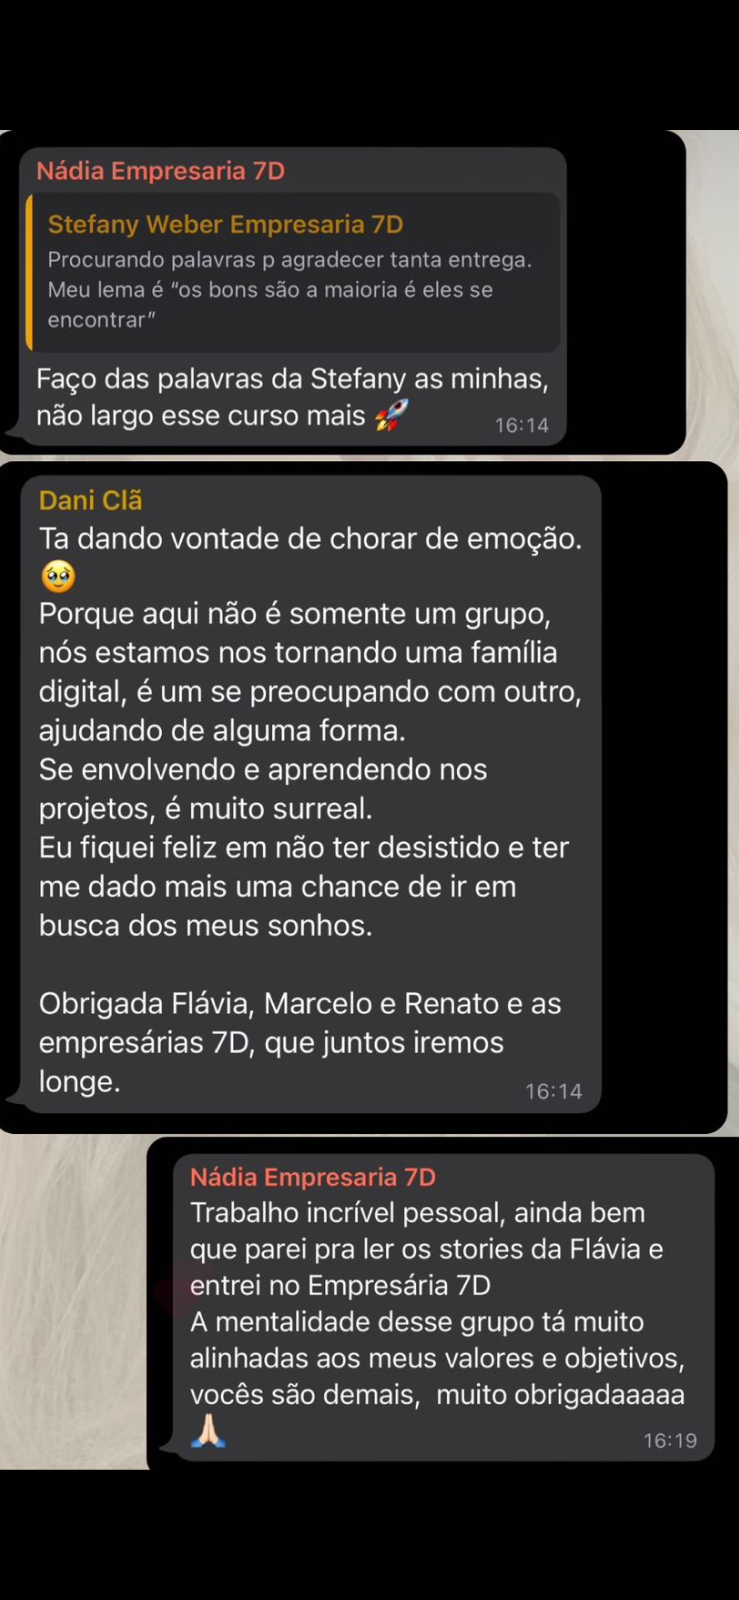 Nádia Empresaria 7D
Stefany Weber Empresaria 7D
Procurando palavras p agradecer tanta entrega.
Meu lema é “os bons são a maioria é eles se
encontrar”
Faço das palavras da Stefany as minhas,
não largo esse curso mais 🚀
16:14
Dani Clã
Ta dando vontade de chorar de emoção.
🥹
Porque aqui não é somente um grupo,
nós estamos nos tornando uma família
digital, é um se preocupando com outro,
ajudando de alguma forma.
Se envolvendo e aprendendo nos
projetos, é muito surreal.
Eu fiquei feliz em não ter desistido e ter
me dado mais uma chance de ir em
busca dos meus sonhos.
Obrigada Flávia, Marcelo e Renato e as
empresárias 7D, que juntos iremos
longe.
16:14
Nádia Empresaria 7D
Trabalho incrível pessoal, ainda bem
que parei pra ler os stories da Flávia e
entrei no Empresária 7D
A mentalidade desse grupo tá muito
alinhadas aos meus valores e objetivos,
vocês são demais,  muito obrigadaaaaa
🙏🏻
16:19